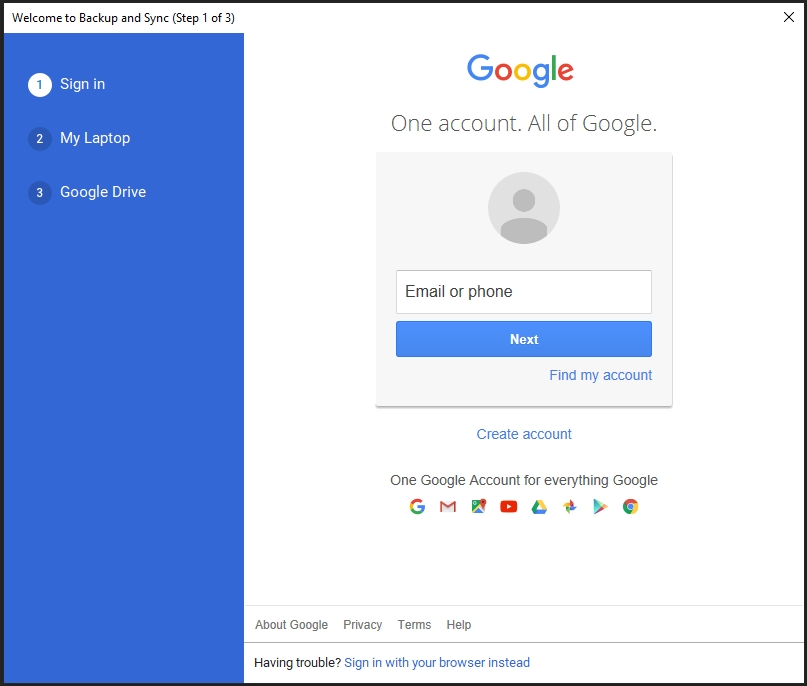 Welcome to Backup and Sync (Step 1 of 3)
1 Sign in
2 My Laptop
3 Google Drive
Google
One account. All of Google.
Email or phone
Next
Find my account
Create account
One Google Account for everything Google
About Google Privacy Terms Help
Having trouble? Sign in with your browser instead